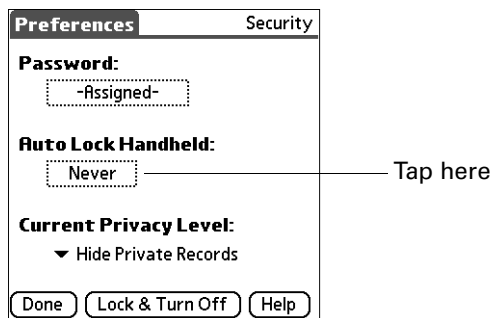 Preferences Security
Password:
-Assigned-
Auto Lock Handheld:
Never
Tap here
Current Privacy Level:
Hide Private Records
Done Lock & Turn Off Help